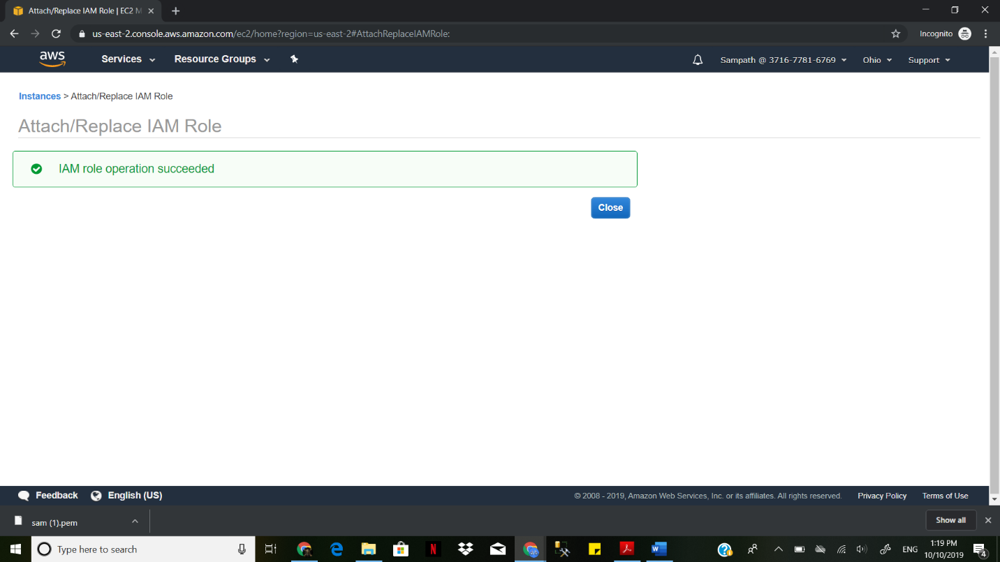 Attach/Replace IAM Role | EC2 M
us-east-2.console.aws.amazon.com/ec2/home?region=us-east-2#AttachReplaceIAMRole:
Incognito
aws Services Resource Groups Sampath @ 3716-7781-6769 Ohio Support
Instances > Attach/Replace IAM Role
Attach/Replace IAM Role
IAM role operation succeeded
Close
Feedback English (US) © 2008 - 2019, Amazon Web Services, Inc. or its affiliates. All rights reserved. Privacy Policy Terms of Use
sam (1).pem Show all
Type here to search
ENG
1:19 PM
10/10/2019
4